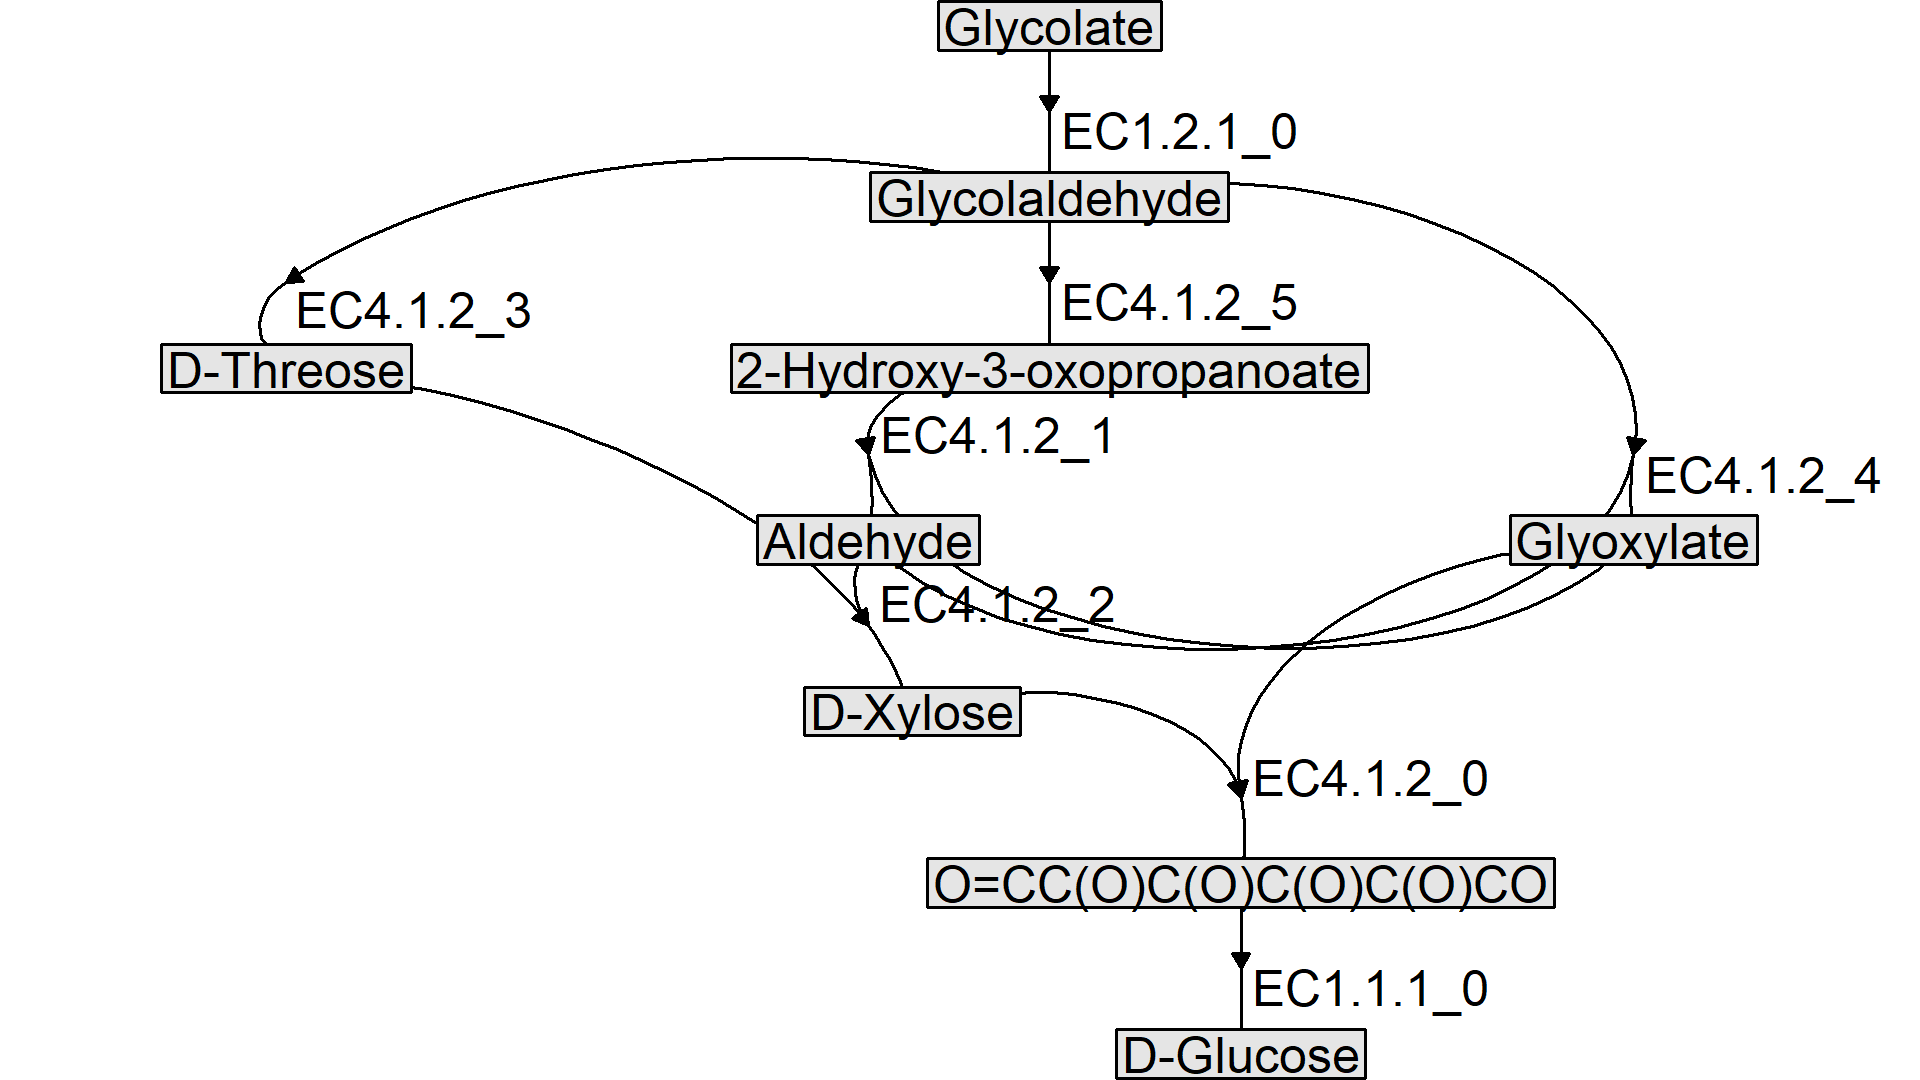 Glycolate
EC1.2.1_0
Glycolaldehyde
EC4.1.2_3
EC4.1.2_5
D-Threose
2-Hydroxy-3-oxopropanoate
EC4.1.2_1
EC4.1.2_4
Aldehyde
Glyoxylate
EC4.1.2_2
D-Xylose
EC4.1.2_0
O=CC(O)C(O)C(O)C(O)CO
EC1.1.1_0
D-Glucose